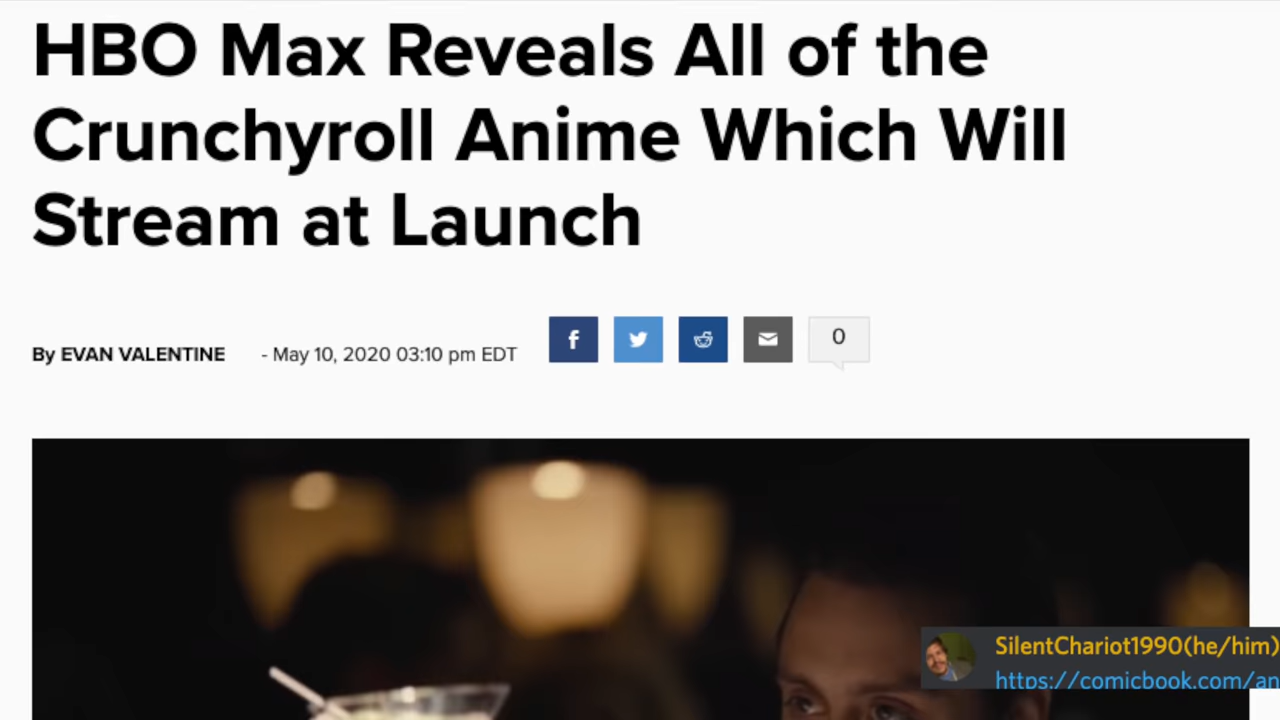 HBO Max Reveals All of the
Crunchyroll Anime Which Will
Stream at Launch
By EVAN VALENTINE - May 10, 2020 03:10 pm EDT
f
0
SilentChariot1990(he/him)
https://comicbook.com/an